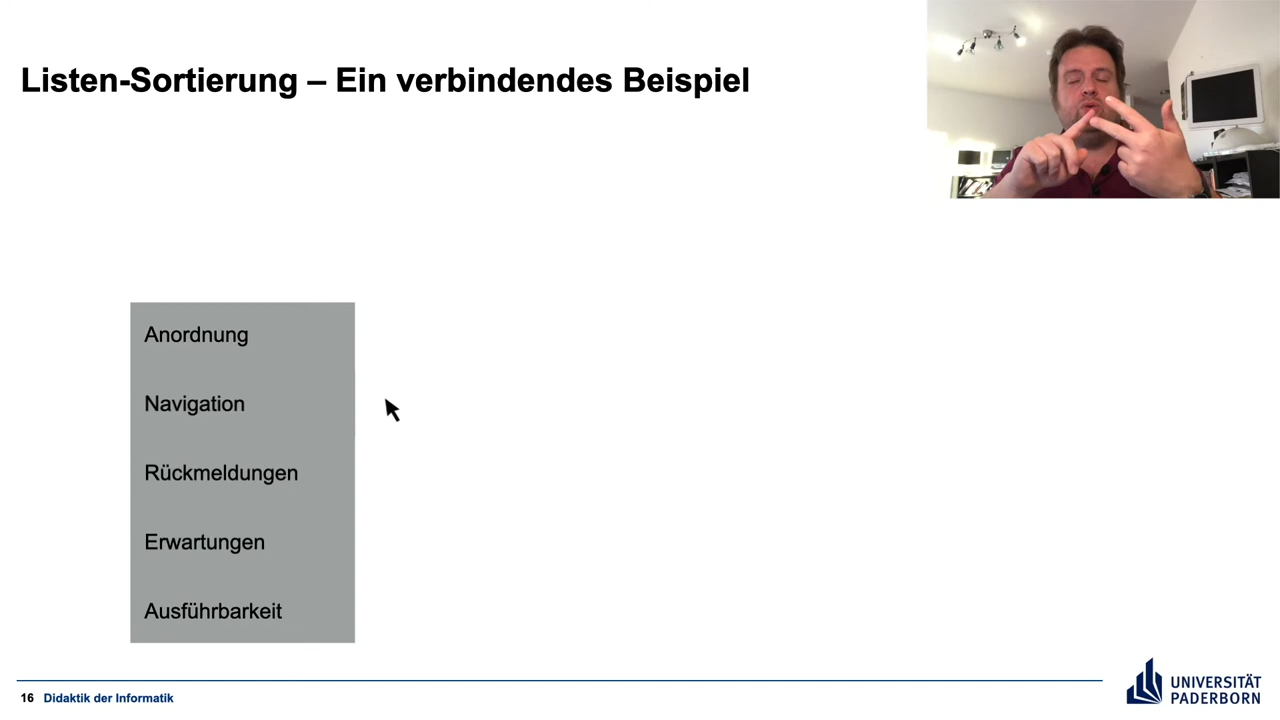 Listen-Sortierung – Ein verbindendes Beispiel
Anordnung
Navigation
Rückmeldungen
Erwartungen
Ausführbarkeit
16 Didaktik der Informatik
UNIVERSITÄT
PADERBORN